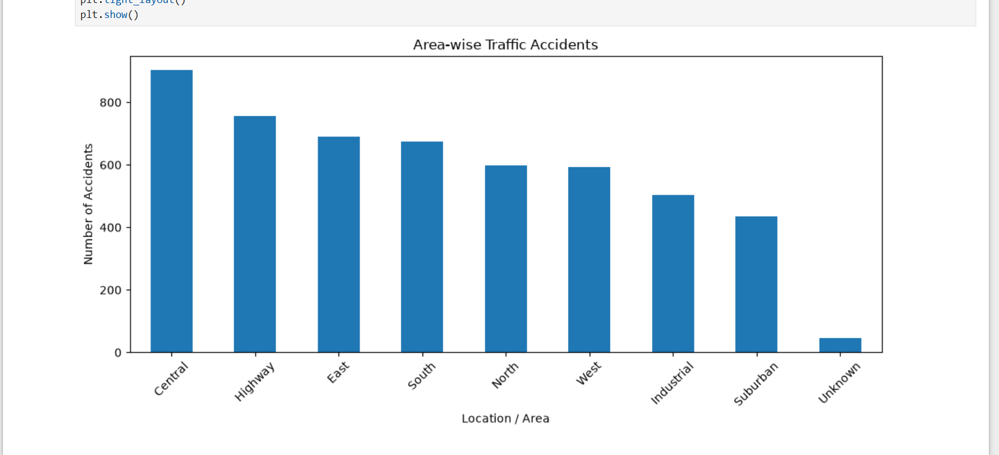 plt.tight_layout()
plt.show()
Area-wise Traffic Accidents
Number of Accidents
800
600
400
200
0
Central
Highway
East
South
North
West
Industrial
Suburban
Unknown
Location / Area